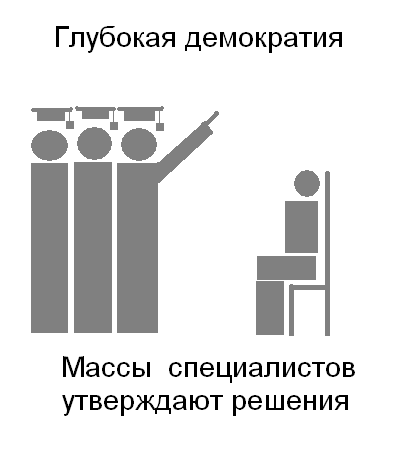 Глубокая демократия
Массы специалистов
утверждают решения